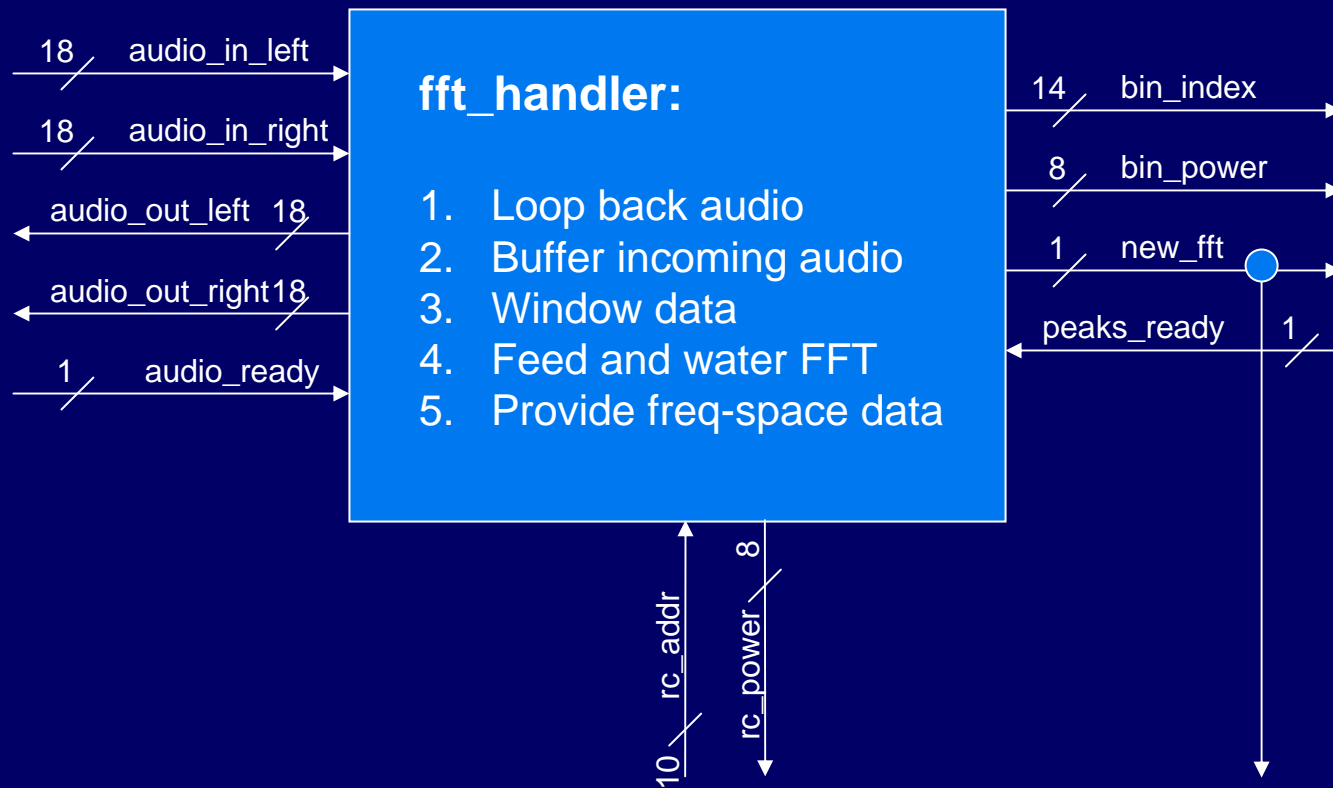 18 audio_in_left
18 audio_in_right
audio_out_left 18
audio_out_right 18
1 audio_ready
fft_handler:
1. Loop back audio
2. Buffer incoming audio
3. Window data
4. Feed and water FFT
5. Provide freq-space data
14 bin_index
8 bin_power
1 new_fft
peaks_ready 1
10 rc_addr
rc_power 8